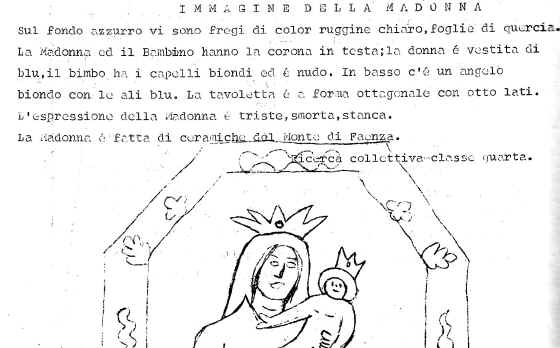 IMMAGINE DELLA MADONNA
Sul fondo azzurro vi sono fregi di color ruggine chiaro,foglie di quercia.
La Madonna ed il Bambino hanno la corona in testa;la donna é vestita di
blu,il bimbo ha i capelli biondi ed é nudo. In basso c'é un angelo
biondo con le ali blu. La tavoletta é a forma ottagonale con otto lati.
L'espressione della Madonna é triste,smorta,stanca.
La Madonna é fatta di ceramiche del Monte di Faenza.
Ricerca collettiva-classe quarta.